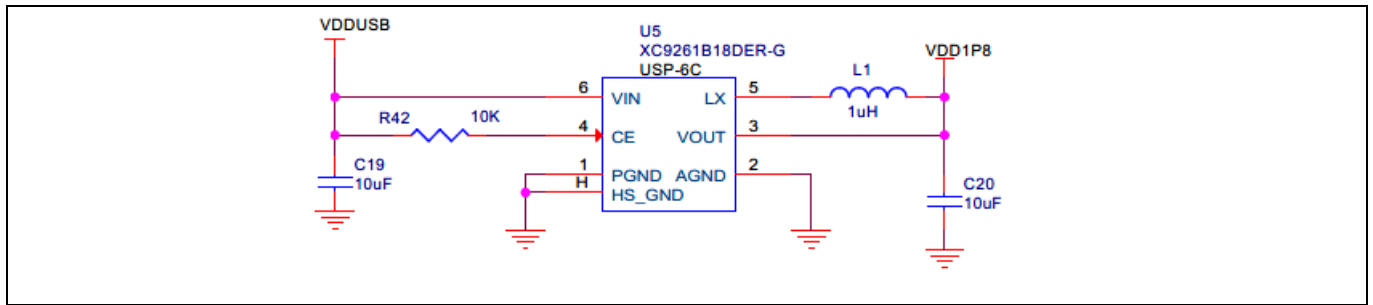 VDDUSB
U5
XC9261B18DER-G
USP-6C
VDD1P8
L1
1uH
6
VIN
LX
5
R42
10K
4
CE
VOUT
3
C19
10uF
1
PGND
AGND
2
H
HS_GND
C20
10uF